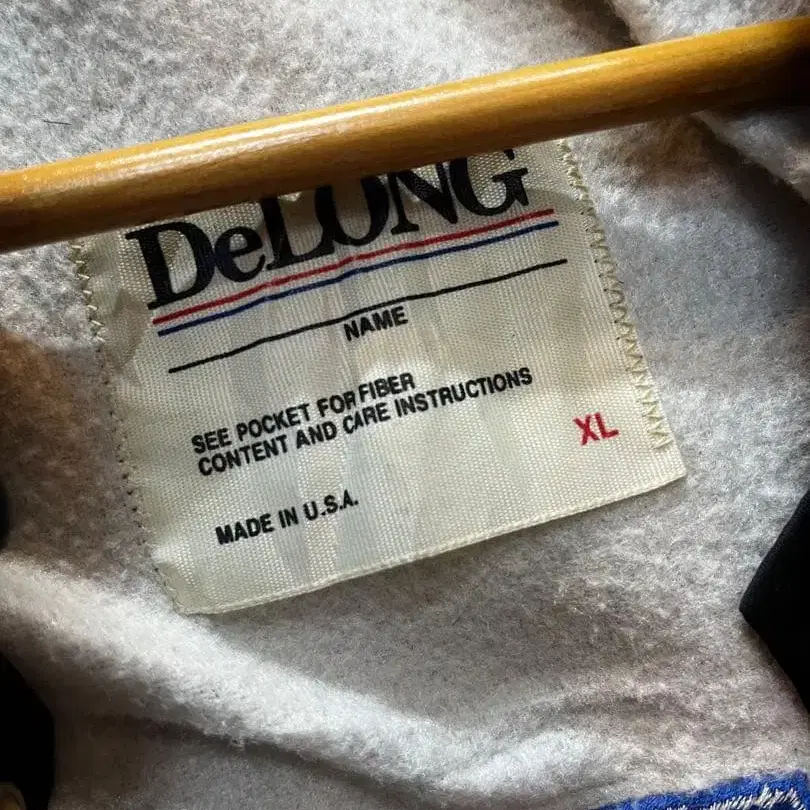 DeLONG
NAME
SEE POCKET FOR FIBER
CONTENT AND CARE INSTRUCTIONS
XL
MADE IN U.S.A.